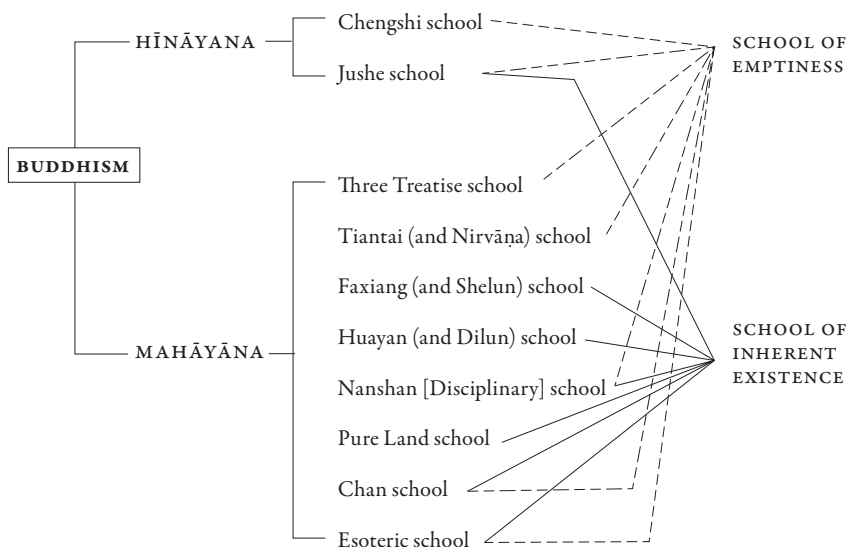 BUDDHISM
HĪNĀYANA
Chengshi school
Jushe school
MAHĀYĀNA
Three Treatise school
Tiantai (and Nirvāṇa) school
Faxiang (and Shelun) school
Huayan (and Dilun) school
Nanshan [Disciplinary] school
Pure Land school
Chan school
Esoteric school
SCHOOL OF
EMPTINESS
SCHOOL OF
INHERENT
EXISTENCE